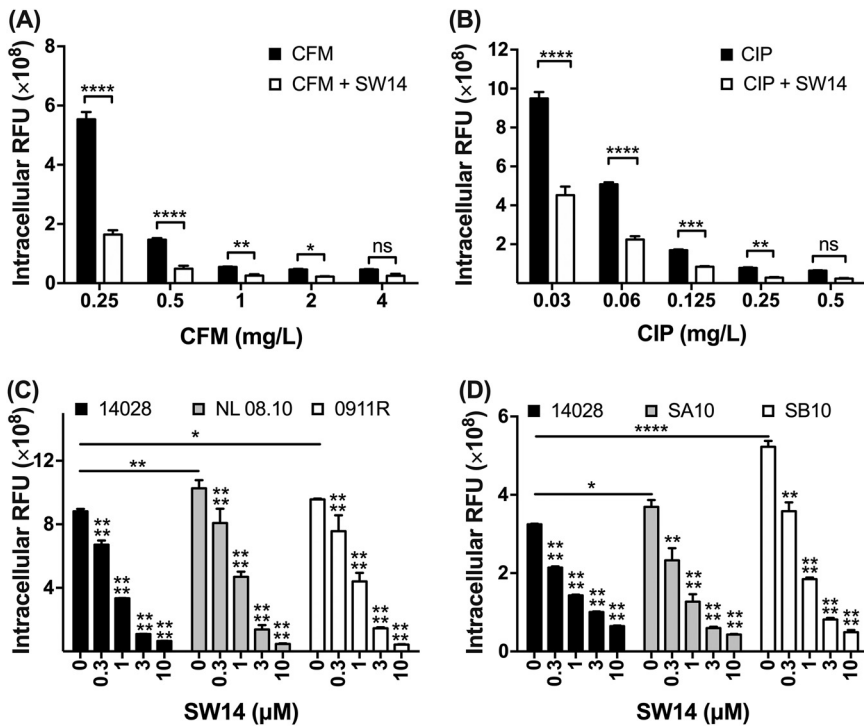 (A)
Intracellular RFU (×10⁸)
8
6
4
2
0
CFM
CFM + SW14
****
****
**
*
ns
0.25 0.5 1 2 4
CFM (mg/L)
(B)
Intracellular RFU (×10⁸)
12
10
8
6
4
2
CIP
CIP + SW14
****
****
***
**
ns
0.03 0.06 0.125 0.25 0.5
CIP (mg/L)
(C)
14028 NL 08.10 0911R
Intracellular RFU (×10⁸)
12
8
4
*
**
** ** ** ** ** ** ** ** ** ** ** **
** ** ** ** ** ** ** ** ** ** ** **
0 0.3 1 3 10 0 0.3 1 3 10 0 0.3 1 3 10
SW14 (μM)
(D)
14028 SA10 SB10
Intracellular RFU (×10⁸)
6
4
2
0
****
*
** ** ** ** ** ** ** ** ** ** ** **
** ** ** ** ** ** ** ** ** **
0 0.3 1 3 10 0 0.3 1 3 10 0 0.3 1 3 10
SW14 (μM)